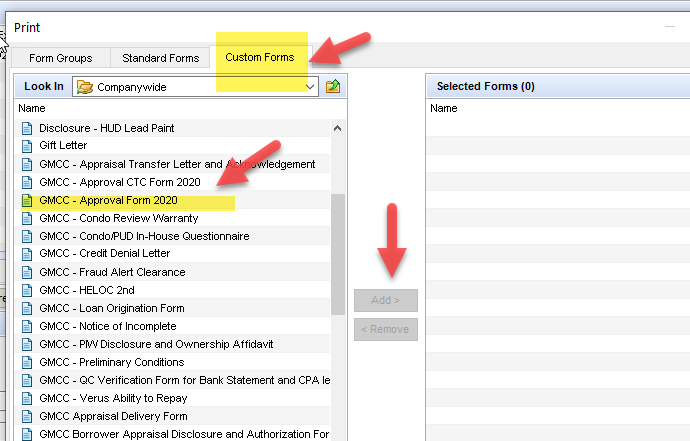 Print
Form Groups
Standard Forms
Custom Forms
Look In
Companywide
Selected Forms (0)
Name
Name
Disclosure - HUD Lead Paint
Gift Letter
GMCC - Appraisal Transfer Letter and Acknowledgement
GMCC - Approval CTC Form 2020
GMCC - Approval Form 2020
GMCC - Condo Review Warranty
GMCC - Condo/PUD In-House Questionnaire
GMCC - Credit Denial Letter
GMCC - Fraud Alert Clearance
GMCC - HELOC 2nd
GMCC - Loan Origination Form
GMCC - Notice of Incomplete
GMCC - PIW Disclosure and Ownership Affidavit
GMCC - Preliminary Conditions
GMCC - QC Verification Form for Bank Statement and CPA le
GMCC - Verus Ability to Repay
GMCC Appraisal Delivery Form
GMCC Borrower Appraisal Disclosure and Authorization For
Add >
< Remove